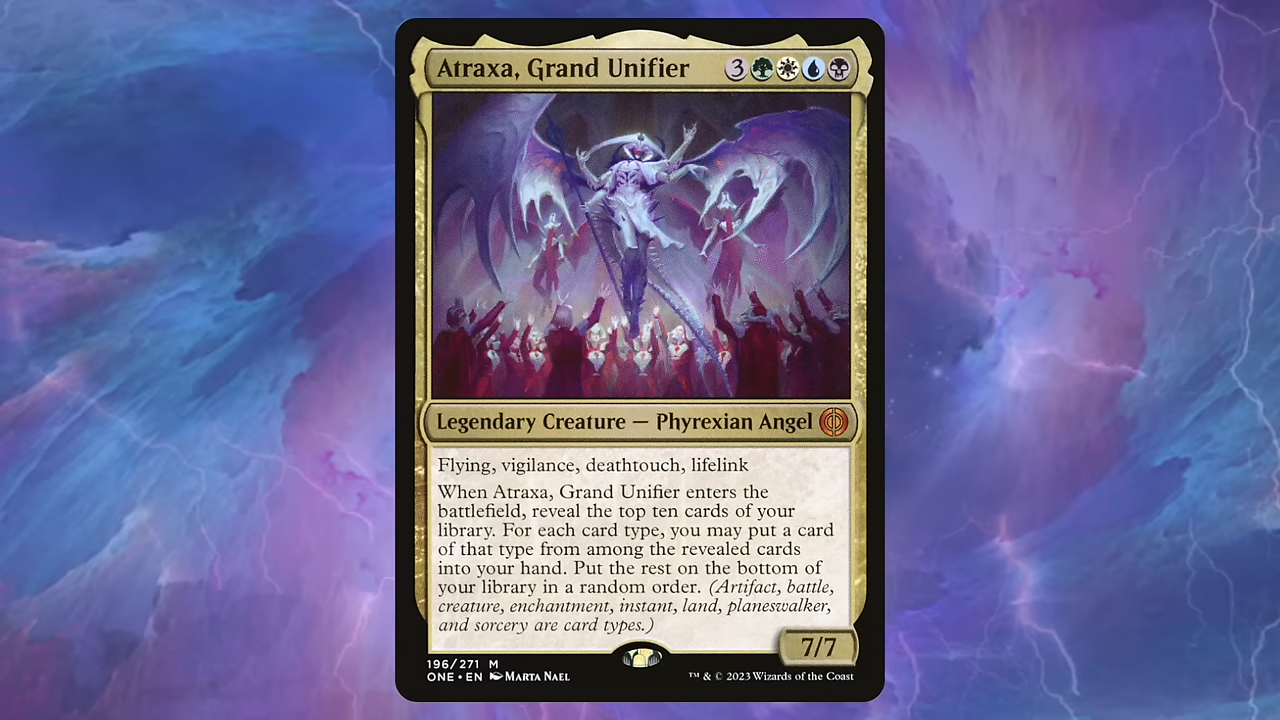 Atraxa, Grand Unifier 3
Legendary Creature — Phyrexian Angel
Flying, vigilance, deathtouch, lifelink
When Atraxa, Grand Unifier enters the
battlefield, reveal the top ten cards of your
library. For each card type, you may put a card
of that type from among the revealed cards
into your hand. Put the rest on the bottom of
your library in a random order. (Artifact, battle,
creature, enchantment, instant, land, planeswalker,
and sorcery are card types.)
7/7
196/271 M
ONE • EN Marta Nael
™ & © 2023 Wizards of the Coast